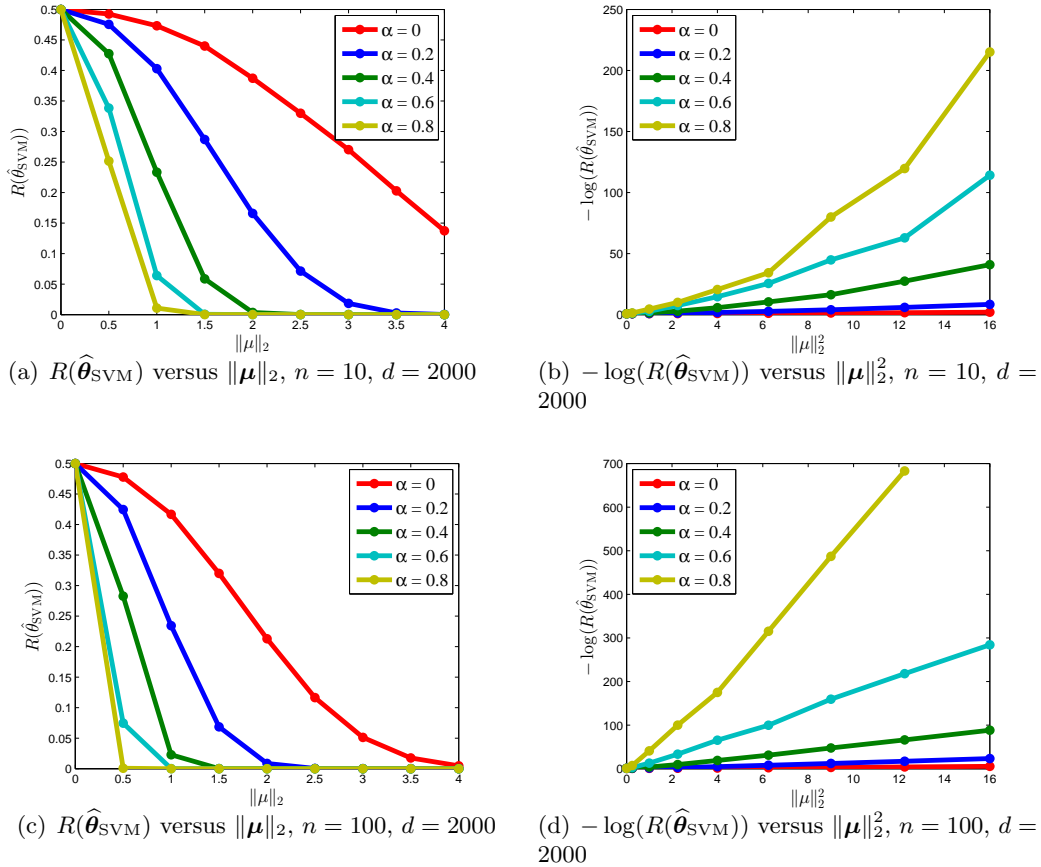 0.5
0.45
0.4
0.35
0.3
0.25
0.2
0.15
0.1
0.05
0
R(θ̂_SVM))
0 0.5 1 1.5 2 2.5 3 3.5 4
‖μ‖₂
α = 0
α = 0.2
α = 0.4
α = 0.6
α = 0.8
(a) R(θ̂_SVM) versus ‖μ‖₂, n = 10, d = 2000
250
200
150
100
50
0
− log(R(θ̂_SVM))
0 2 4 6 8 10 12 14 16
‖μ‖₂²
α = 0
α = 0.2
α = 0.4
α = 0.6
α = 0.8
(b) − log(R(θ̂_SVM)) versus ‖μ‖₂², n = 10, d =
2000
0.5
0.45
0.4
0.35
0.3
0.25
0.2
0.15
0.1
0.05
0
R(θ̂_SVM))
0 0.5 1 1.5 2 2.5 3 3.5 4
‖μ‖₂
α = 0
α = 0.2
α = 0.4
α = 0.6
α = 0.8
(c) R(θ̂_SVM) versus ‖μ‖₂, n = 100, d = 2000
700
600
500
400
300
200
100
0
− log(R(θ̂_SVM))
0 2 4 6 8 10 12 14 16
‖μ‖₂²
α = 0
α = 0.2
α = 0.4
α = 0.6
α = 0.8
(d) − log(R(θ̂_SVM)) versus ‖μ‖₂², n = 100, d =
2000